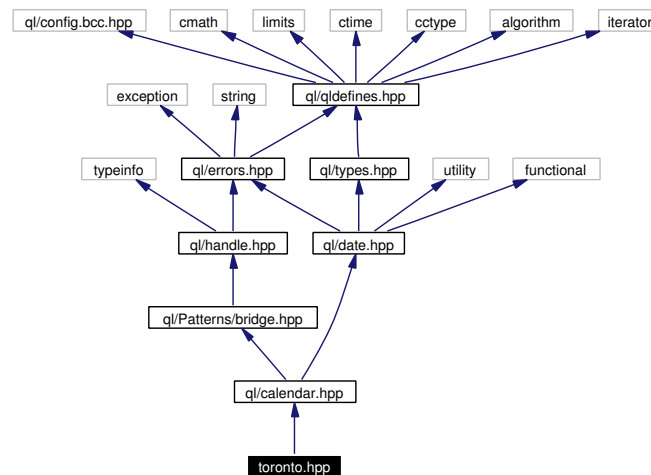 ql/config.bcc.hpp
cmath
limits
ctime
cctype
algorithm
iterator
exception
string
ql/qldefines.hpp
typeinfo
ql/errors.hpp
ql/types.hpp
utility
functional
ql/handle.hpp
ql/date.hpp
ql/Patterns/bridge.hpp
ql/calendar.hpp
toronto.hpp